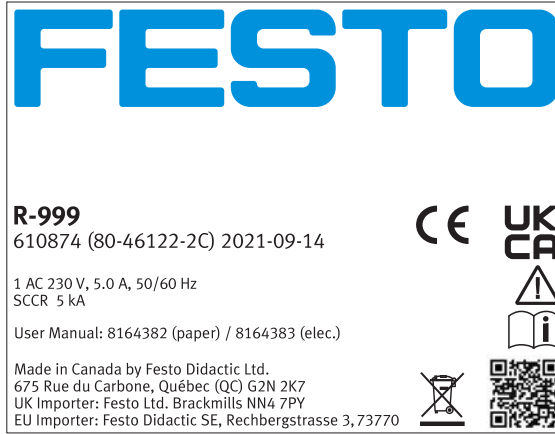 FESTO
R-999
610874 (80-46122-2C) 2021-09-14
CE
UK
CA
1 AC 230 V, 5.0 A, 50/60 Hz
SCCR 5 kA
User Manual: 8164382 (paper) / 8164383 (elec.)
i
Made in Canada by Festo Didactic Ltd.
675 Rue du Carbone, Québec (QC) G2N 2K7
UK Importer: Festo Ltd. Brackmills NN4 7PY
EU Importer: Festo Didactic SE, Rechbergstrasse 3, 73770